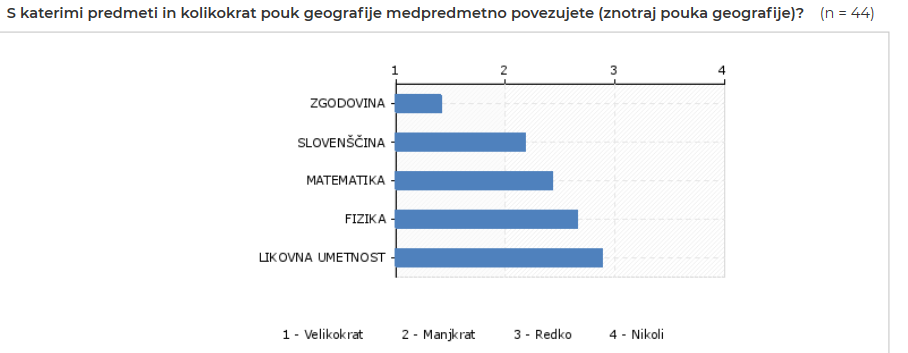 S katerimi predmeti in kolikokrat pouk geografije medpredmetno povezujete (znotraj pouka geografije)? (n = 44)
1 2 3 4
ZGODOVINA
SLOVENŠČINA
MATEMATIKA
FIZIKA
LIKOVNA UMETNOST
1 - Velikokrat 2 - Manjkrat 3 - Redko 4 - Nikoli